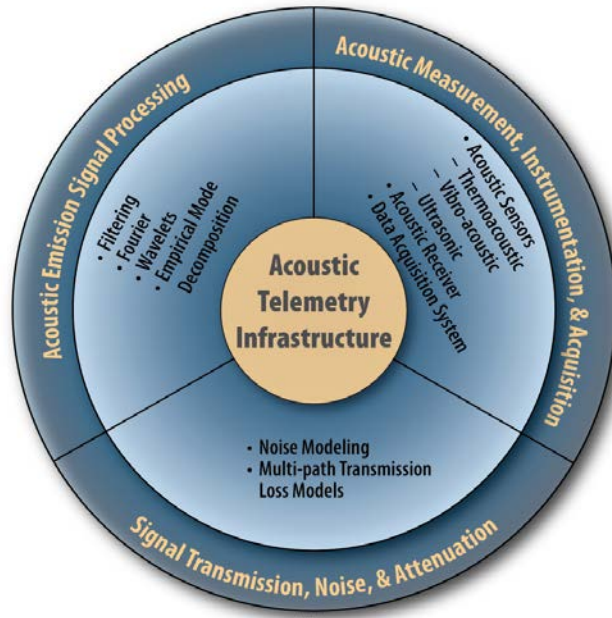 Acoustic Emission Signal Processing
Acoustic Measurement, Instrumentation, & Acquisition
• Filtering
• Fourier
• Wavelets
• Empirical Mode
Decomposition
• Acoustic Sensors
– Thermoacoustic
– Vibro-acoustic
– Ultrasonic
• Acoustic Receiver
• Data Acquisition System
Acoustic
Telemetry
Infrastructure
• Noise Modeling
• Multi-path Transmission
Loss Models
Signal Transmission, Noise, & Attenuation